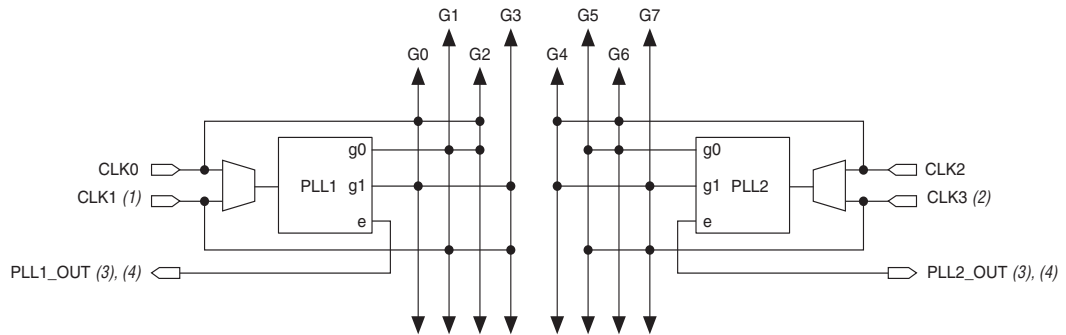 G1 G3 G5 G7
G0 G2 G4 G6
g0 g0
CLK0 CLK2
PLL1 g1 g1 PLL2
CLK1 (1) CLK3 (2)
e e
PLL1_OUT (3), (4) PLL2_OUT (3), (4)